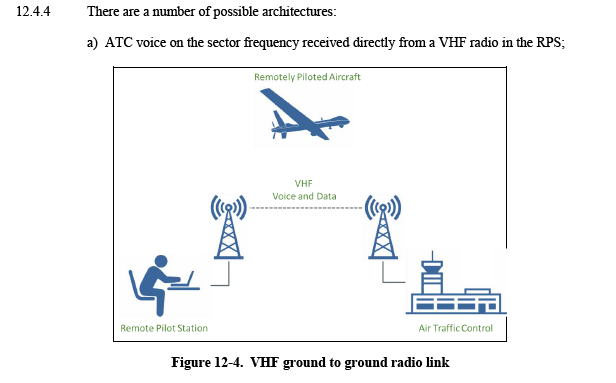 12.4.4 There are a number of possible architectures:
a) ATC voice on the sector frequency received directly from a VHF radio in the RPS;
Remotely Piloted Aircraft
VHF
Voice and Data
Remote Pilot Station
Air Traffic Control
Figure 12-4. VHF ground to ground radio link